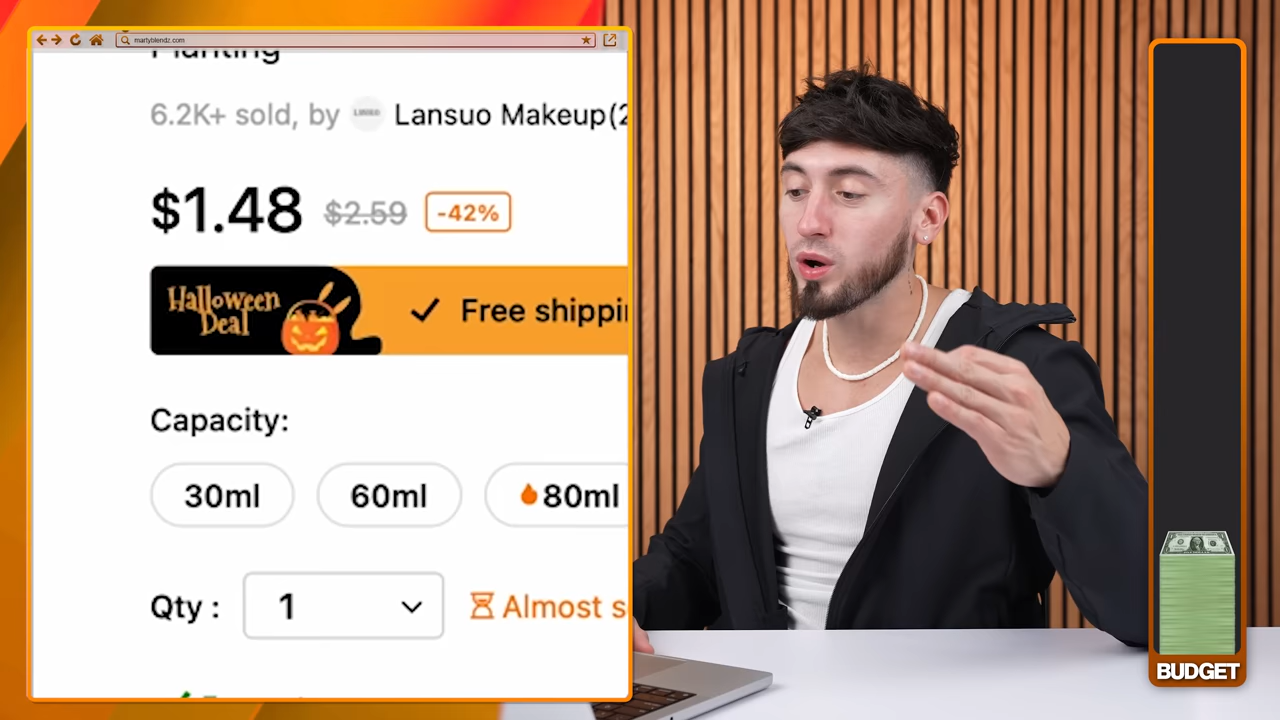 martyblendz.com
Planting
6.2K+ sold, by Lansuo Makeup(2
$1.48 $2.59 -42%
Halloween
Deal
Free shippi
Capacity:
30ml 60ml 80ml
Qty : 1 Almost s
BUDGET